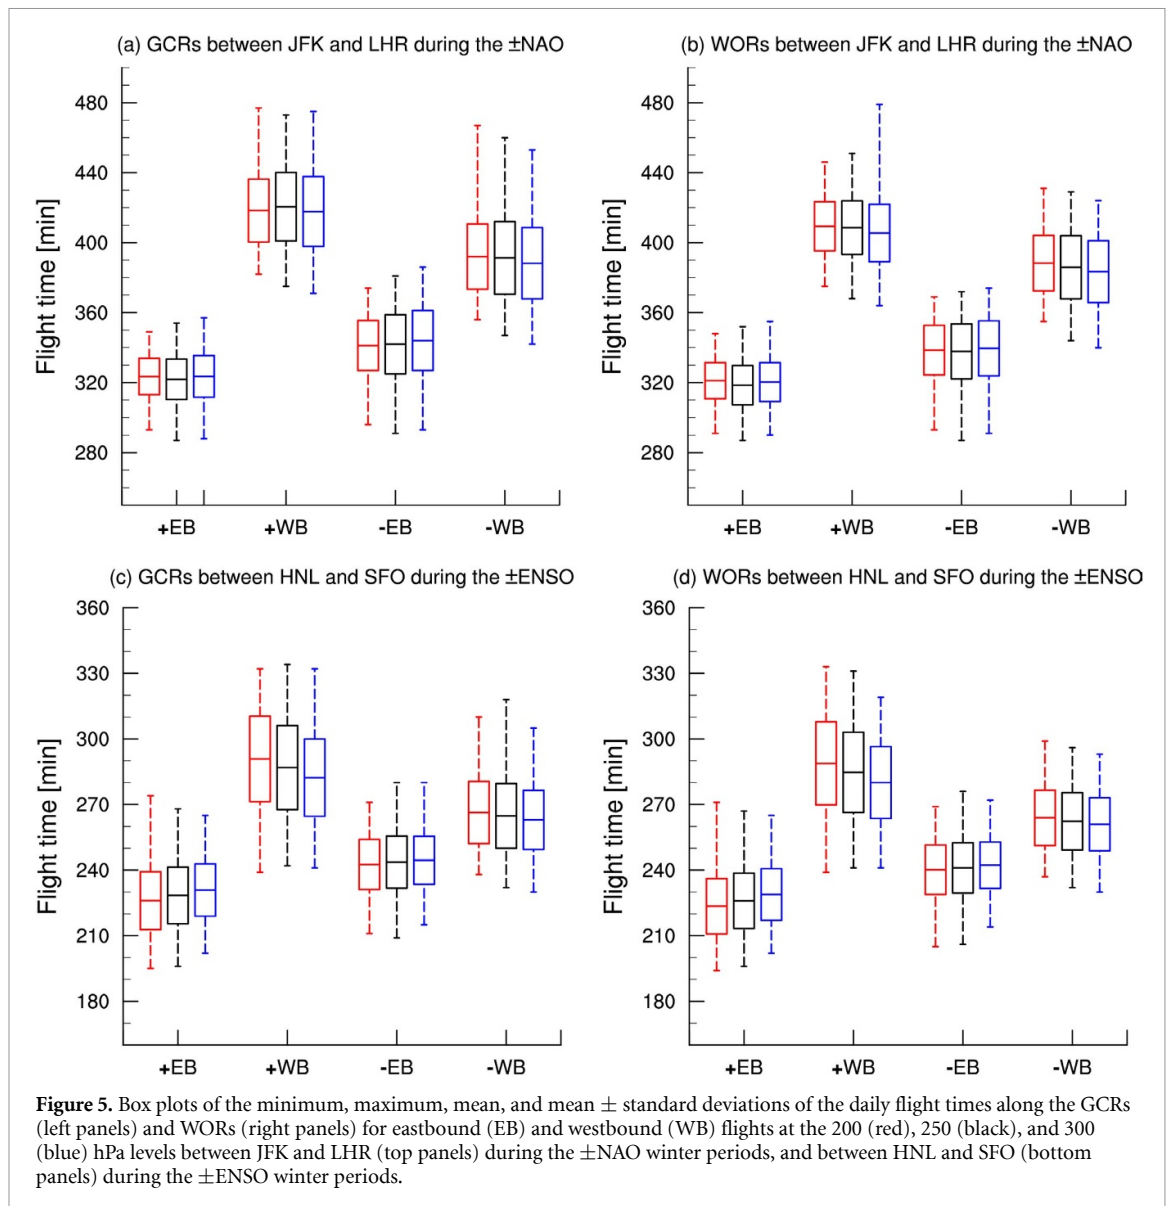 (a) GCRs between JFK and LHR during the ±NAO
(b) WORs between JFK and LHR during the ±NAO
Flight time [min]
480
440
400
360
320
280
+EB
+WB
-EB
-WB
Flight time [min]
480
440
400
360
320
280
+EB
+WB
-EB
-WB
(c) GCRs between HNL and SFO during the ±ENSO
(d) WORs between HNL and SFO during the ±ENSO
Flight time [min]
360
330
300
270
240
210
180
+EB
+WB
-EB
-WB
Flight time [min]
360
330
300
270
240
210
180
+EB
+WB
-EB
-WB
Figure 5. Box plots of the minimum, maximum, mean, and mean ± standard deviations of the daily flight times along the GCRs
(left panels) and WORs (right panels) for eastbound (EB) and westbound (WB) flights at the 200 (red), 250 (black), and 300
(blue) hPa levels between JFK and LHR (top panels) during the ±NAO winter periods, and between HNL and SFO (bottom
panels) during the ±ENSO winter periods.